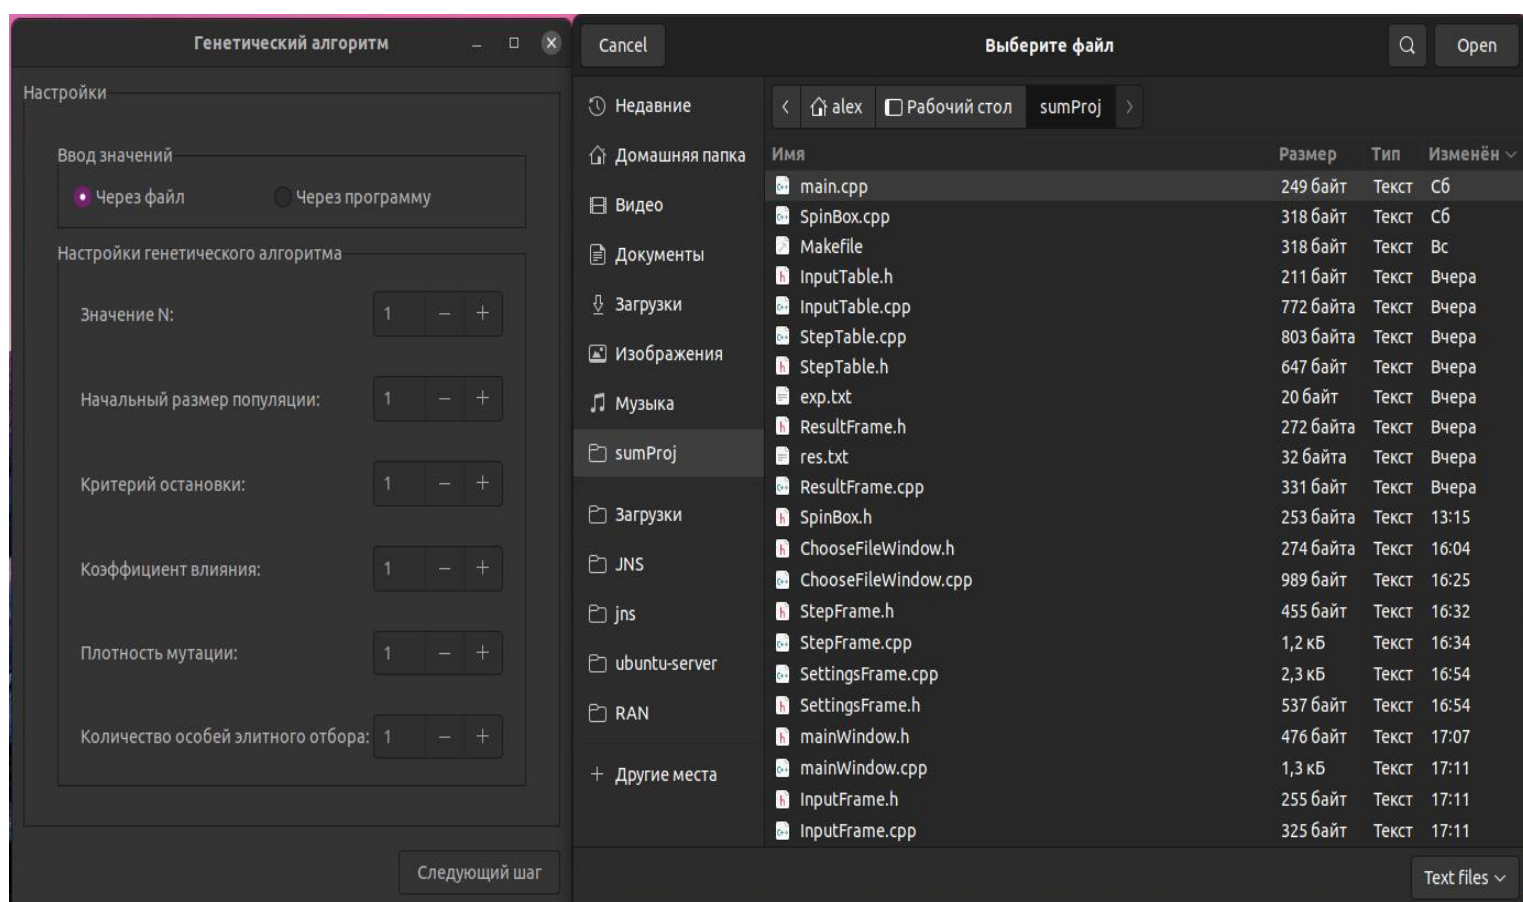 Генетический алгоритм
Настройки
Ввод значений
Через файл
Через программу
Настройки генетического алгоритма
Значение N: 1 − +
Начальный размер популяции: 1 − +
Критерий остановки: 1 − +
Коэффициент влияния: 1 − +
Плотность мутации: 1 − +
Количество особей элитного отбора: 1 − +
Следующий шаг
Cancel
Выберите файл
Open
Недавние
Домашняя папка
Видео
Документы
Загрузки
Изображения
Музыка
sumProj
Загрузки
JNS
jns
ubuntu-server
RAN
+ Другие места
alex Рабочий стол sumProj
Имя Размер Тип Изменён
main.cpp 249 байт Текст Сб
SpinBox.cpp 318 байт Текст Сб
Makefile 318 байт Текст Вс
InputTable.h 211 байт Текст Вчера
InputTable.cpp 772 байта Текст Вчера
StepTable.cpp 803 байта Текст Вчера
StepTable.h 647 байт Текст Вчера
exp.txt 20 байт Текст Вчера
ResultFrame.h 272 байта Текст Вчера
res.txt 32 байта Текст Вчера
ResultFrame.cpp 331 байт Текст Вчера
SpinBox.h 253 байта Текст 13:15
ChooseFileWindow.h 274 байта Текст 16:04
ChooseFileWindow.cpp 989 байт Текст 16:25
StepFrame.h 455 байт Текст 16:32
StepFrame.cpp 1,2 кБ Текст 16:34
SettingsFrame.cpp 2,3 кБ Текст 16:54
SettingsFrame.h 537 байт Текст 16:54
mainWindow.h 476 байт Текст 17:07
mainWindow.cpp 1,3 кБ Текст 17:11
InputFrame.h 255 байт Текст 17:11
InputFrame.cpp 325 байт Текст 17:11
Text files